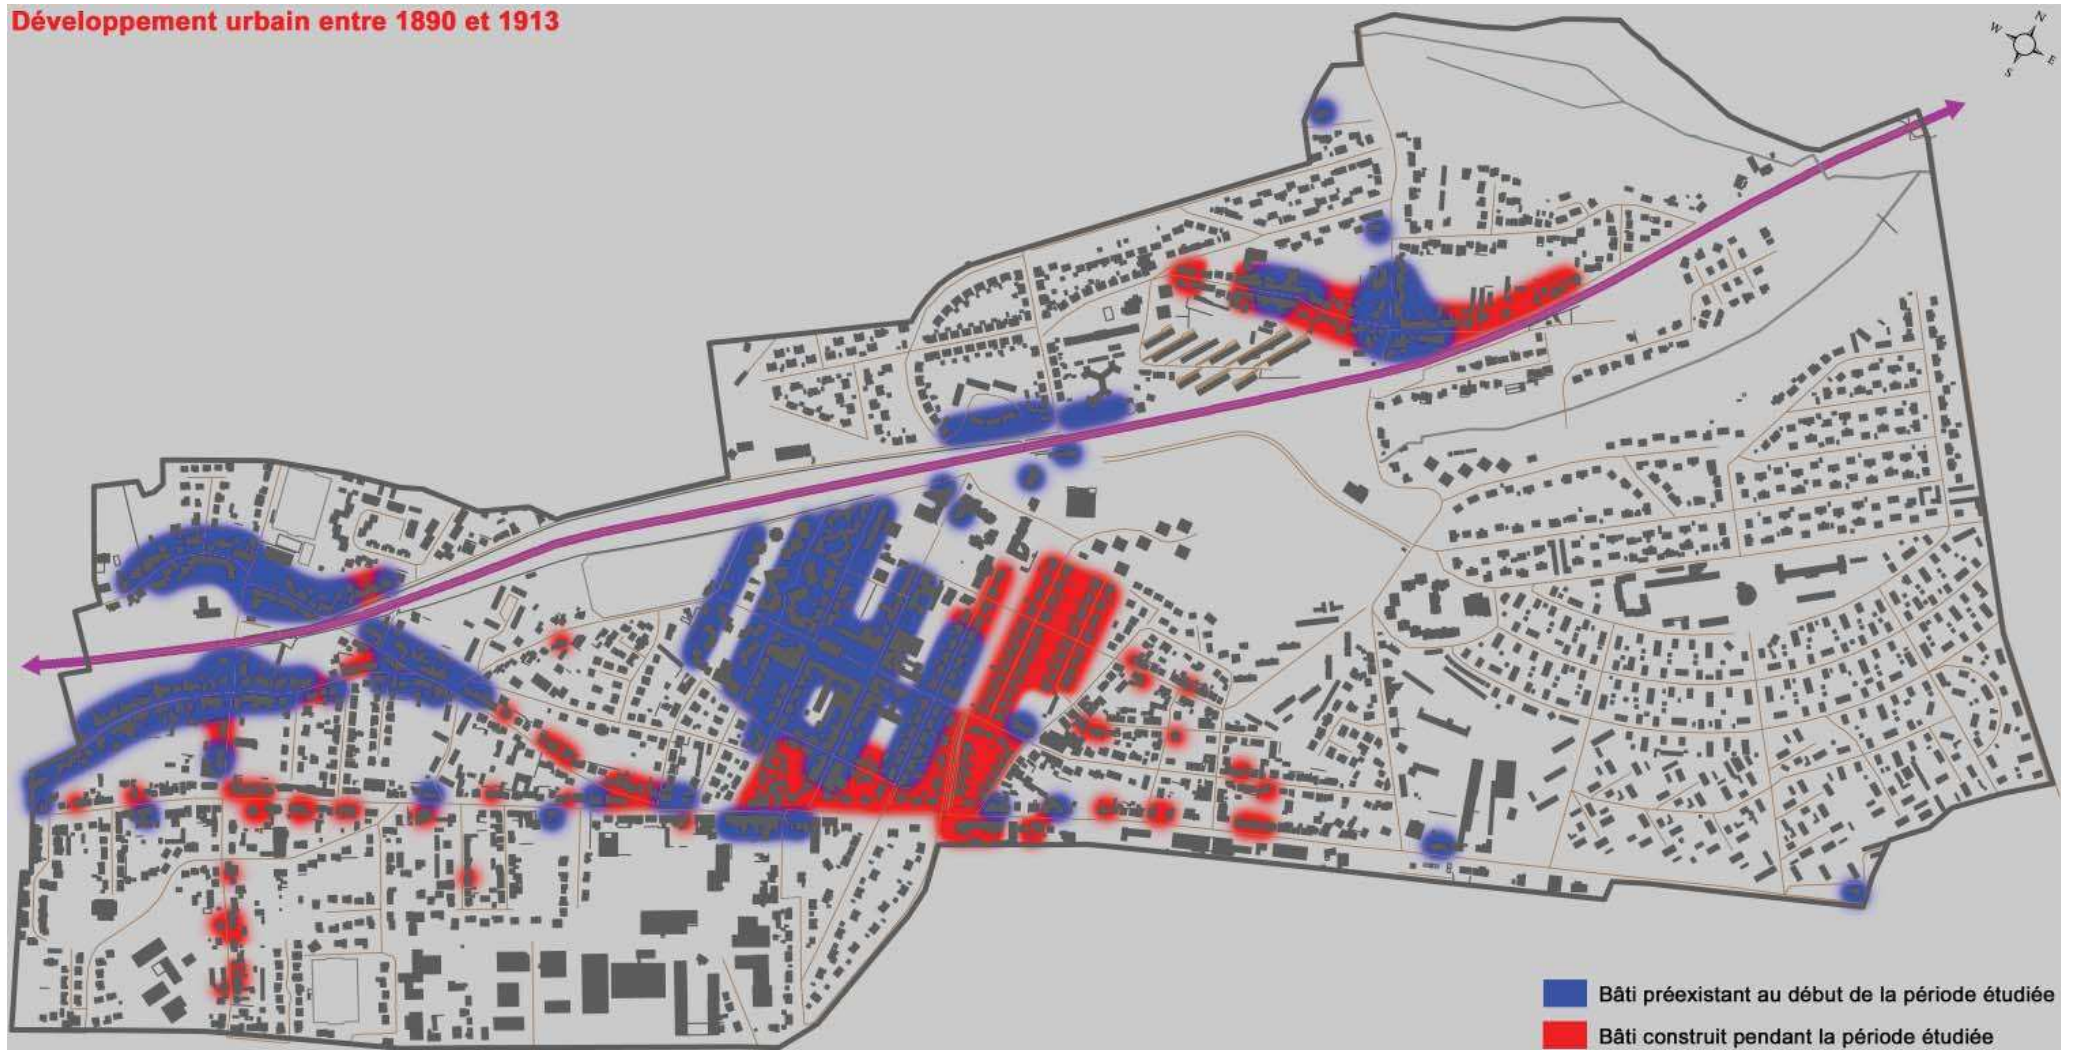 Développement urbain entre 1890 et 1913
N
W
E
S
Bâti préexistant au début de la période étudiée
Bâti construit pendant la période étudiée